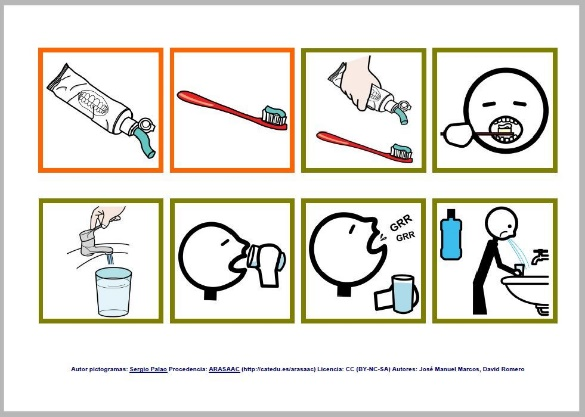 GRR
GRR
Autor pictogramas: Sergio Palao Procedencia: ARASAAC (http://catedu.es/arasaac) Licencia: CC (BY-NC-SA) Autores: José Manuel Marcos, David Romero